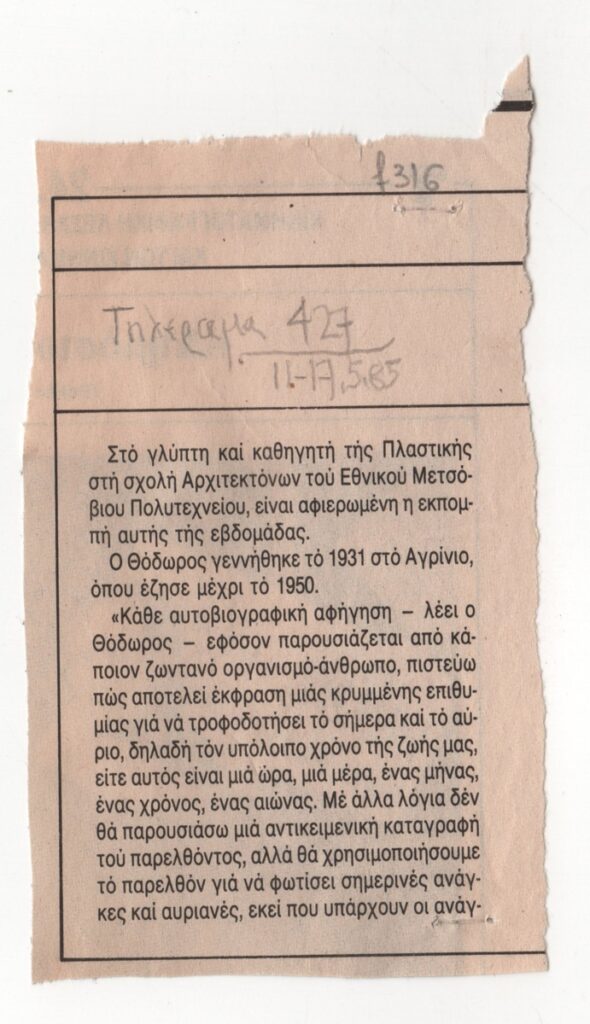 f316
Τηλεραμα 427
11-17.5.85
Στό γλύπτη καί καθηγητή τής Πλαστικής
στή σχολή Αρχιτεκτόνων τού Εθνικού Μετσό-
βιου Πολυτεχνείου, είναι αφιερωμένη η εκπομ-
πή αυτής τής εβδομάδας.
Ο Θόδωρος γεννήθηκε τό 1931 στό Αγρίνιο,
όπου έζησε μέχρι τό 1950.
«Κάθε αυτοβιογραφική αφήγηση – λέει ο
Θόδωρος – εφόσον παρουσιάζεται από κά-
ποιον ζωντανό οργανισμό-άνθρωπο, πιστεύω
πώς αποτελεί έκφραση μιάς κρυμμένης επιθυ-
μίας γιά νά τροφοδοτήσει τό σήμερα καί τό αύ-
ριο, δηλαδή τόν υπόλοιπο χρόνο τής ζωής μας,
είτε αυτός είναι μιά ώρα, μιά μέρα, ένας μήνας,
ένας χρόνος, ένας αιώνας. Μέ άλλα λόγια δέν
θά παρουσιάσω μιά αντικειμενική καταγραφή
τού παρελθόντος, αλλά θά χρησιμοποιήσουμε
τό παρελθόν γιά νά φωτίσει σημερινές ανάγ-
κες καί αυριανές, εκεί που υπάρχουν οι ανάγ-